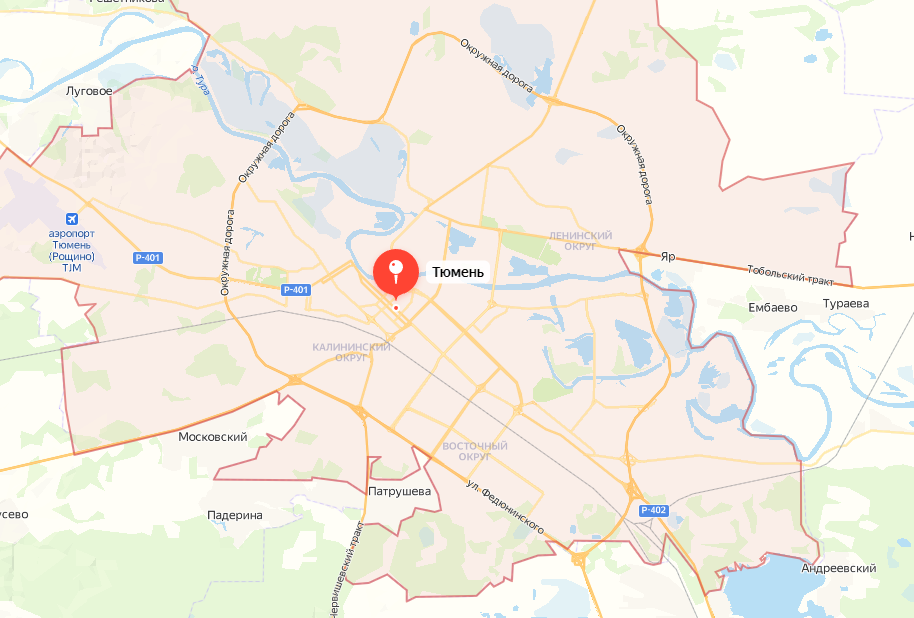 Решетникова
Окружная дорога
р. Тура
Луговое
Окружная дорога
Окружная дорога
Окружная дорога
аэропорт
Тюмень
(Рощино)
TJM
Р-401
ЛЕНИНСКИЙ
ОКРУГ
Яр
Тюмень
Тобольский тракт
Р-401
Ембаево
Тураева
КАЛИНИНСКИЙ
ОКРУГ
Московский
ВОСТОЧНЫЙ
ОКРУГ
Патрушева
ул. Федюнинского
Р-402
усево
Падерина
Червишевский тракт
Андреевский